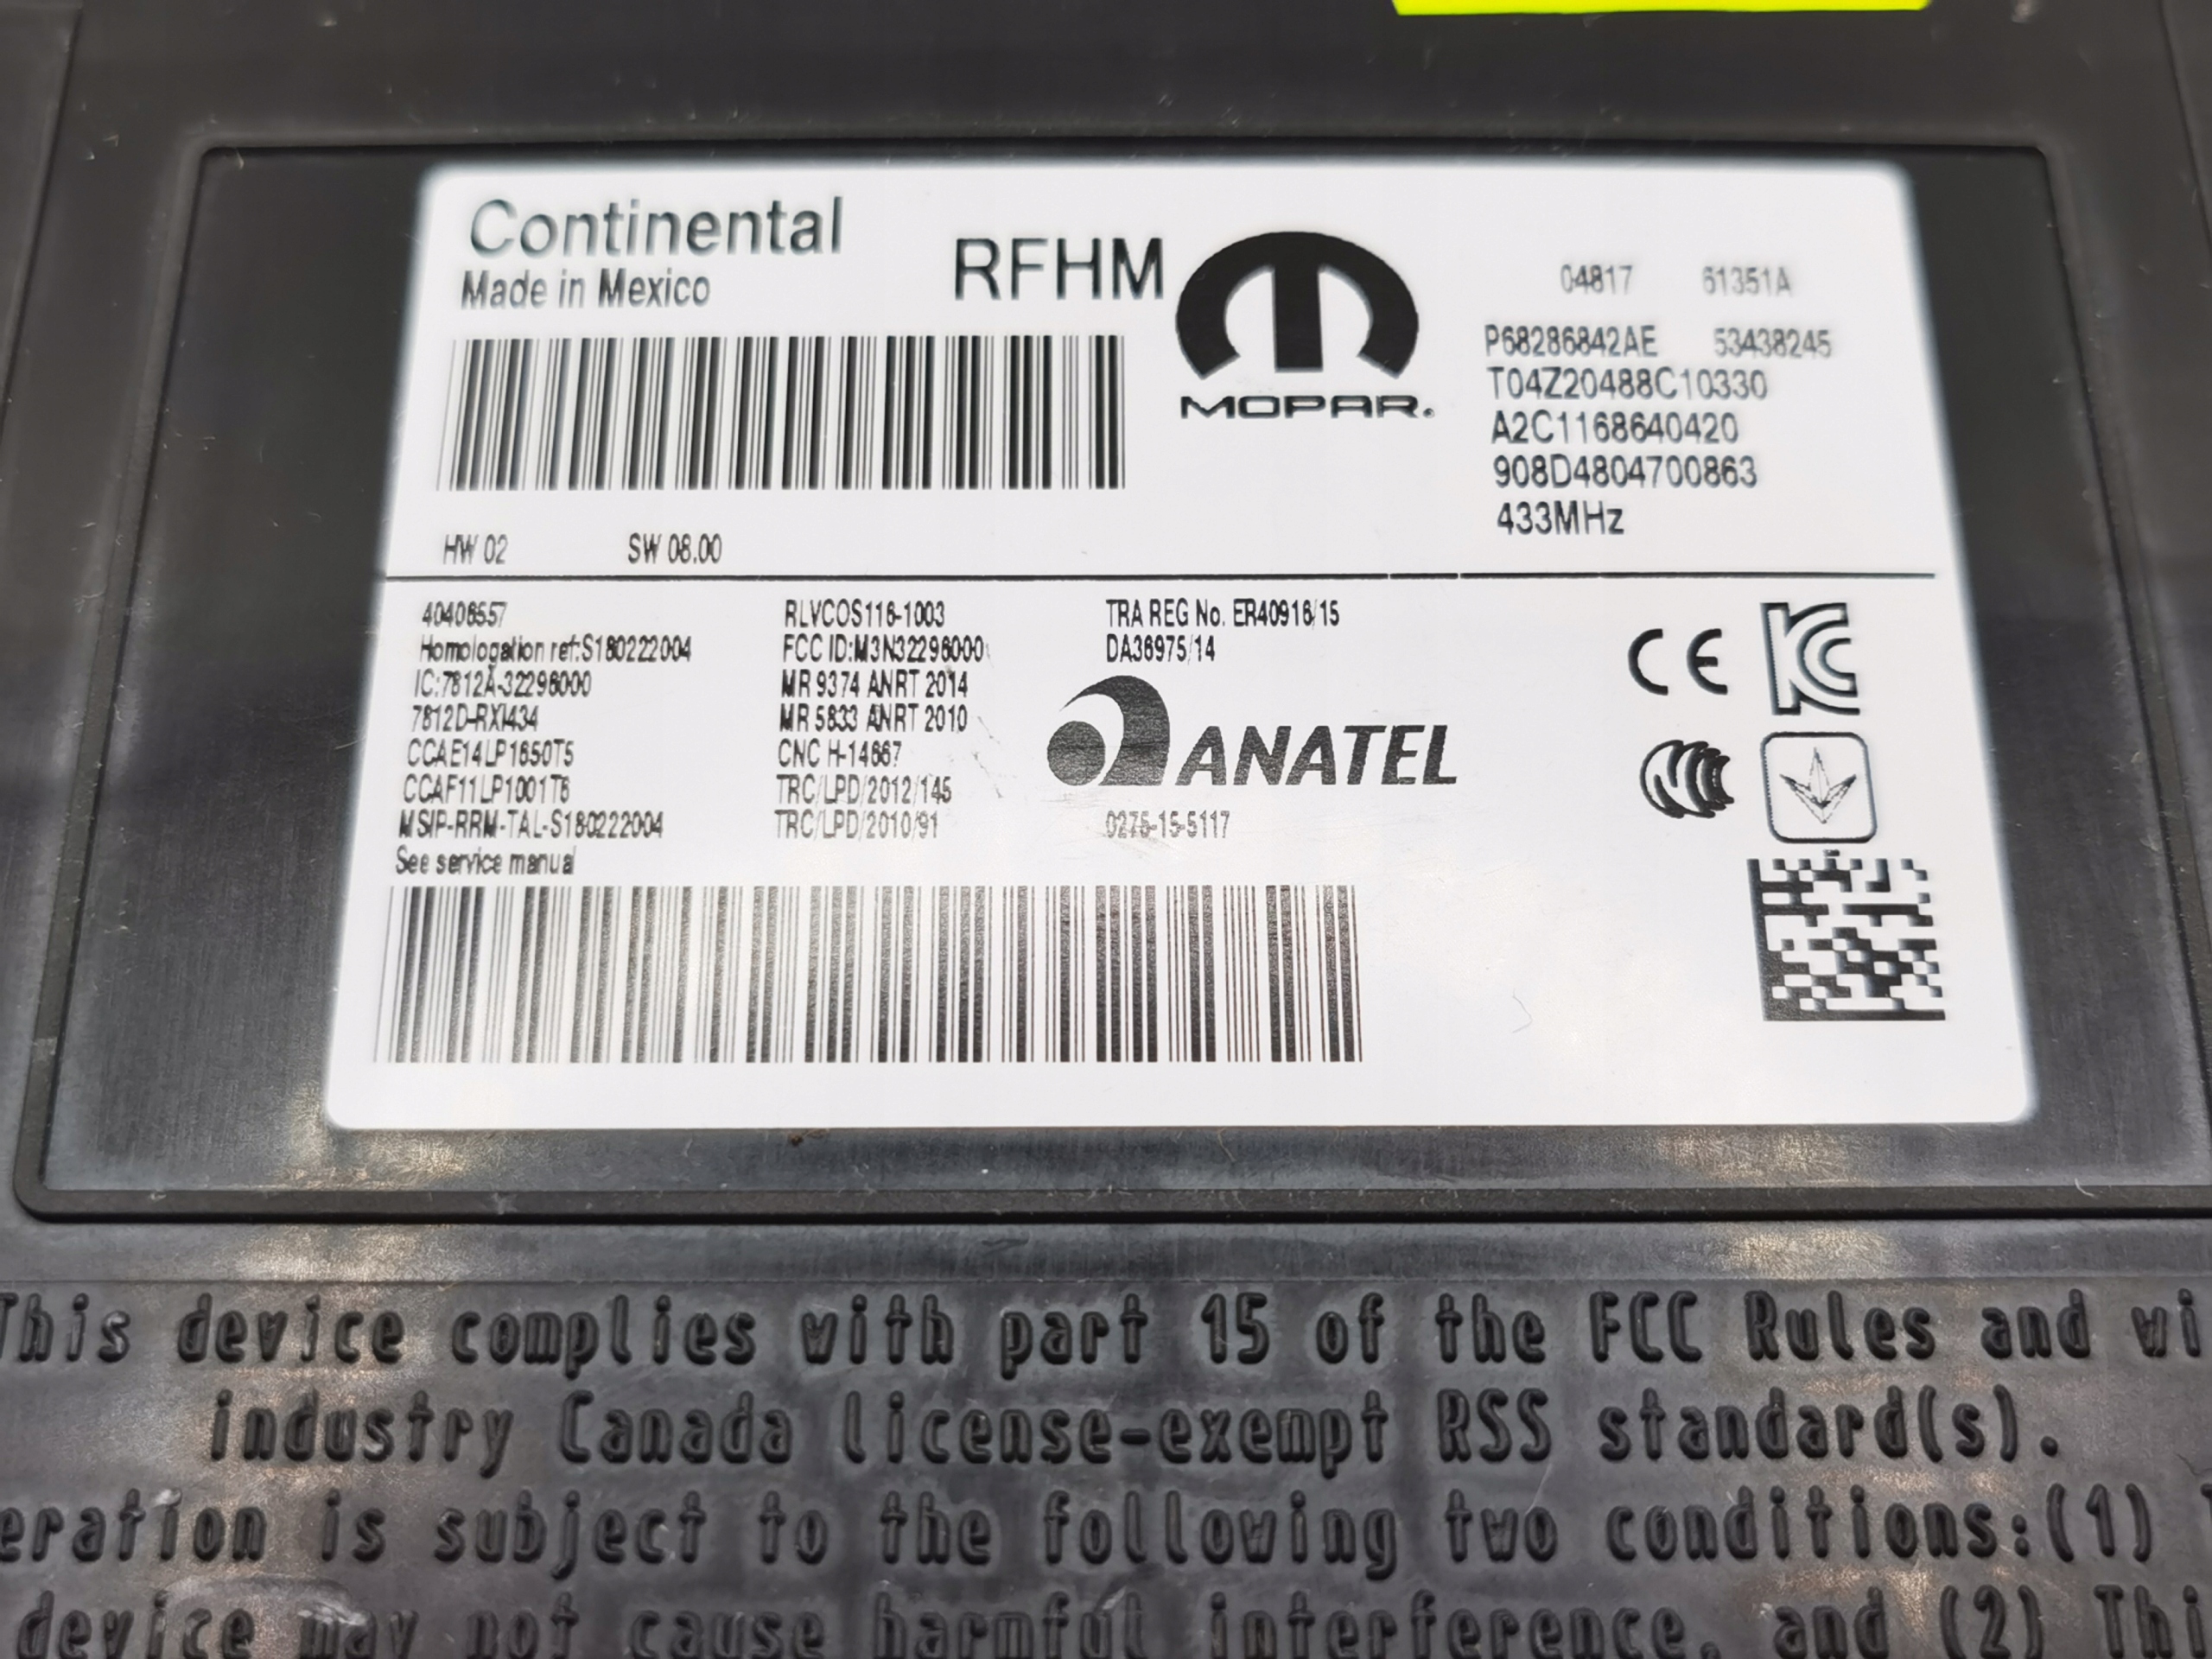 Continental
Made in Mexico
RFHM
MOPAR.
04817 61351A
P68286842AE 53438245
T04Z20488C10330
A2C1168640420
908D4804700863
433MHz
HW 02 SW 08.00
40406557
Homologation ref:S180222004
IC:7812A-32296000
7812D-RXI434
CCAE14LP1650T5
CCAF11LP1001T6
MSIP-RRM-TAL-S180222004
See service manual
RLVCOS116-1003
FCC ID:M3N32296000
MR 9374 ANRT 2014
MR 5833 ANRT 2010
CNC H-14667
TRC/LPD/2012/145
TRC/LPD/2010/91
TRA REG No. ER40916/15
DA36975/14
ANATEL
0275-15-5117
CE
This device complies with part 15 of the FCC Rules and wi
industry Canada license-exempt RSS standard(s).
eration is subject to the following two conditions:(1) T
device may not cause harmful interference, and (2) Thi